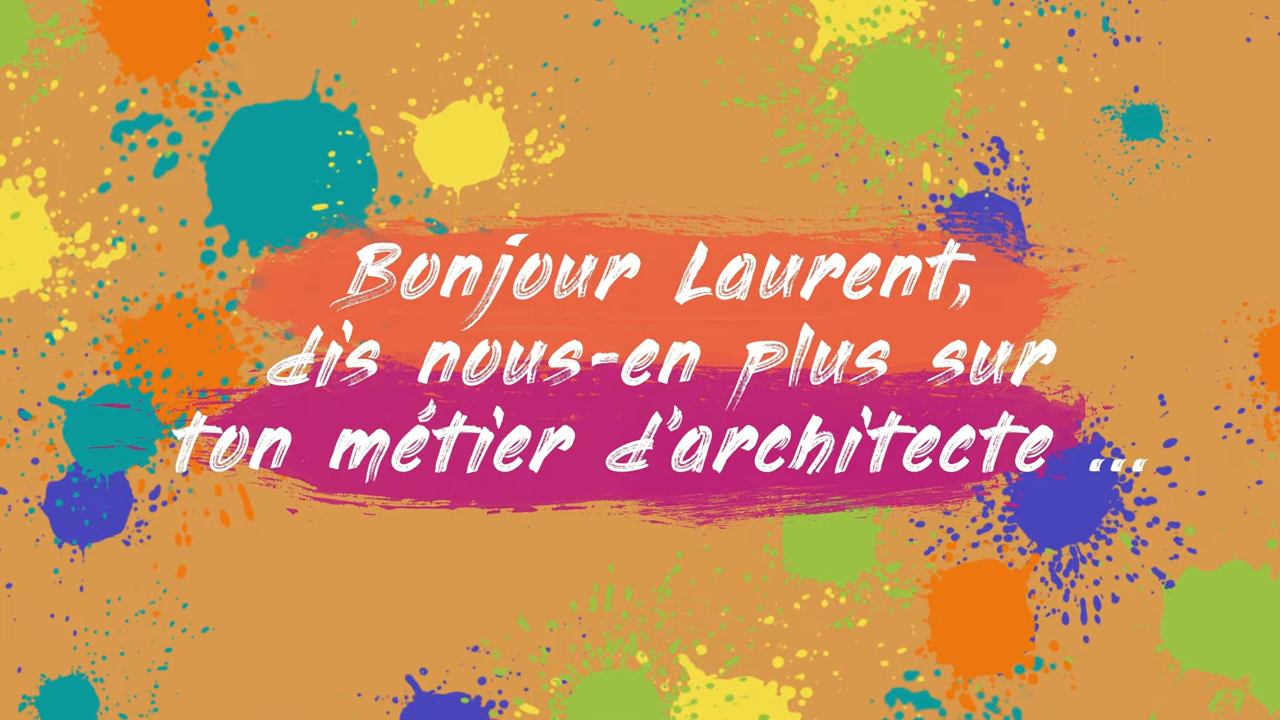 Bonjour Laurent,
dis nous-en plus sur
ton métier d'architecte ...